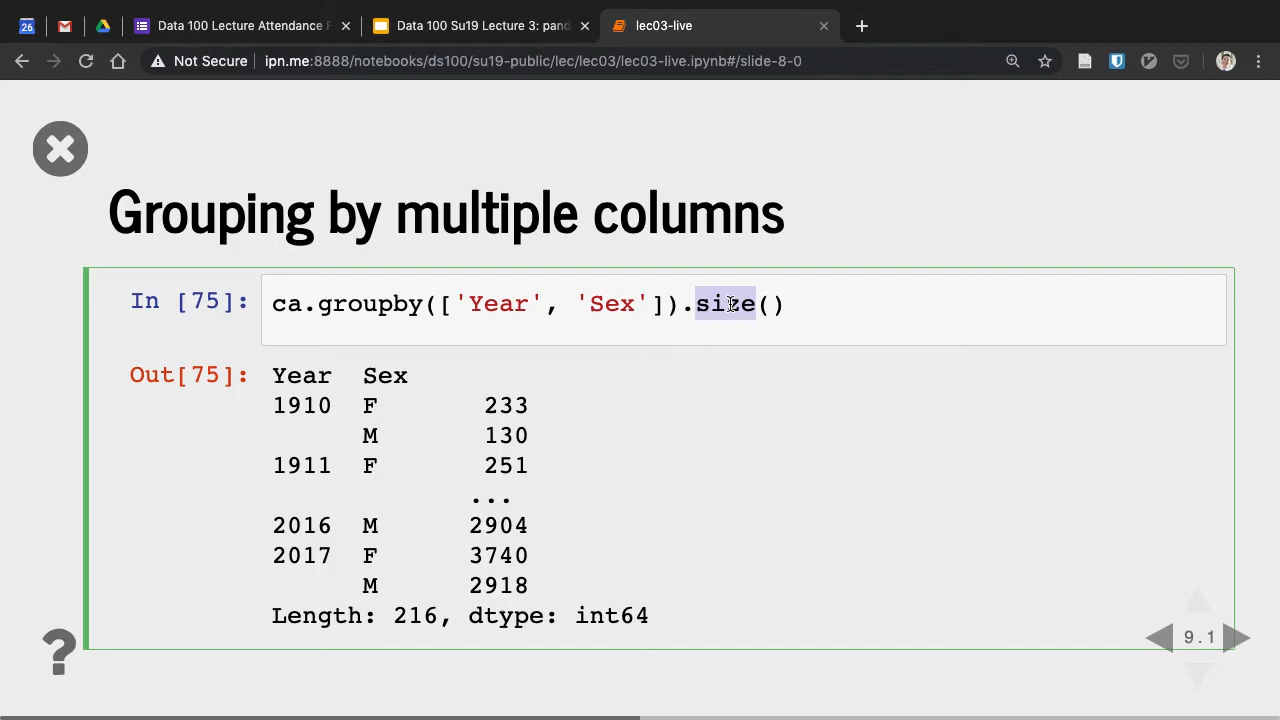 26
Data 100 Lecture Attendance F
Data 100 Su19 Lecture 3: pand
lec03-live
Not Secure
ipn.me:8888/notebooks/ds100/su19-public/lec/lec03/lec03-live.ipynb#/slide-8-0
Grouping by multiple columns
In [75]: ca.groupby(['Year', 'Sex']).size()
Out[75]: Year Sex
1910 F 233
M 130
1911 F 251
...
2016 M 2904
2017 F 3740
M 2918
Length: 216, dtype: int64
?
9.1